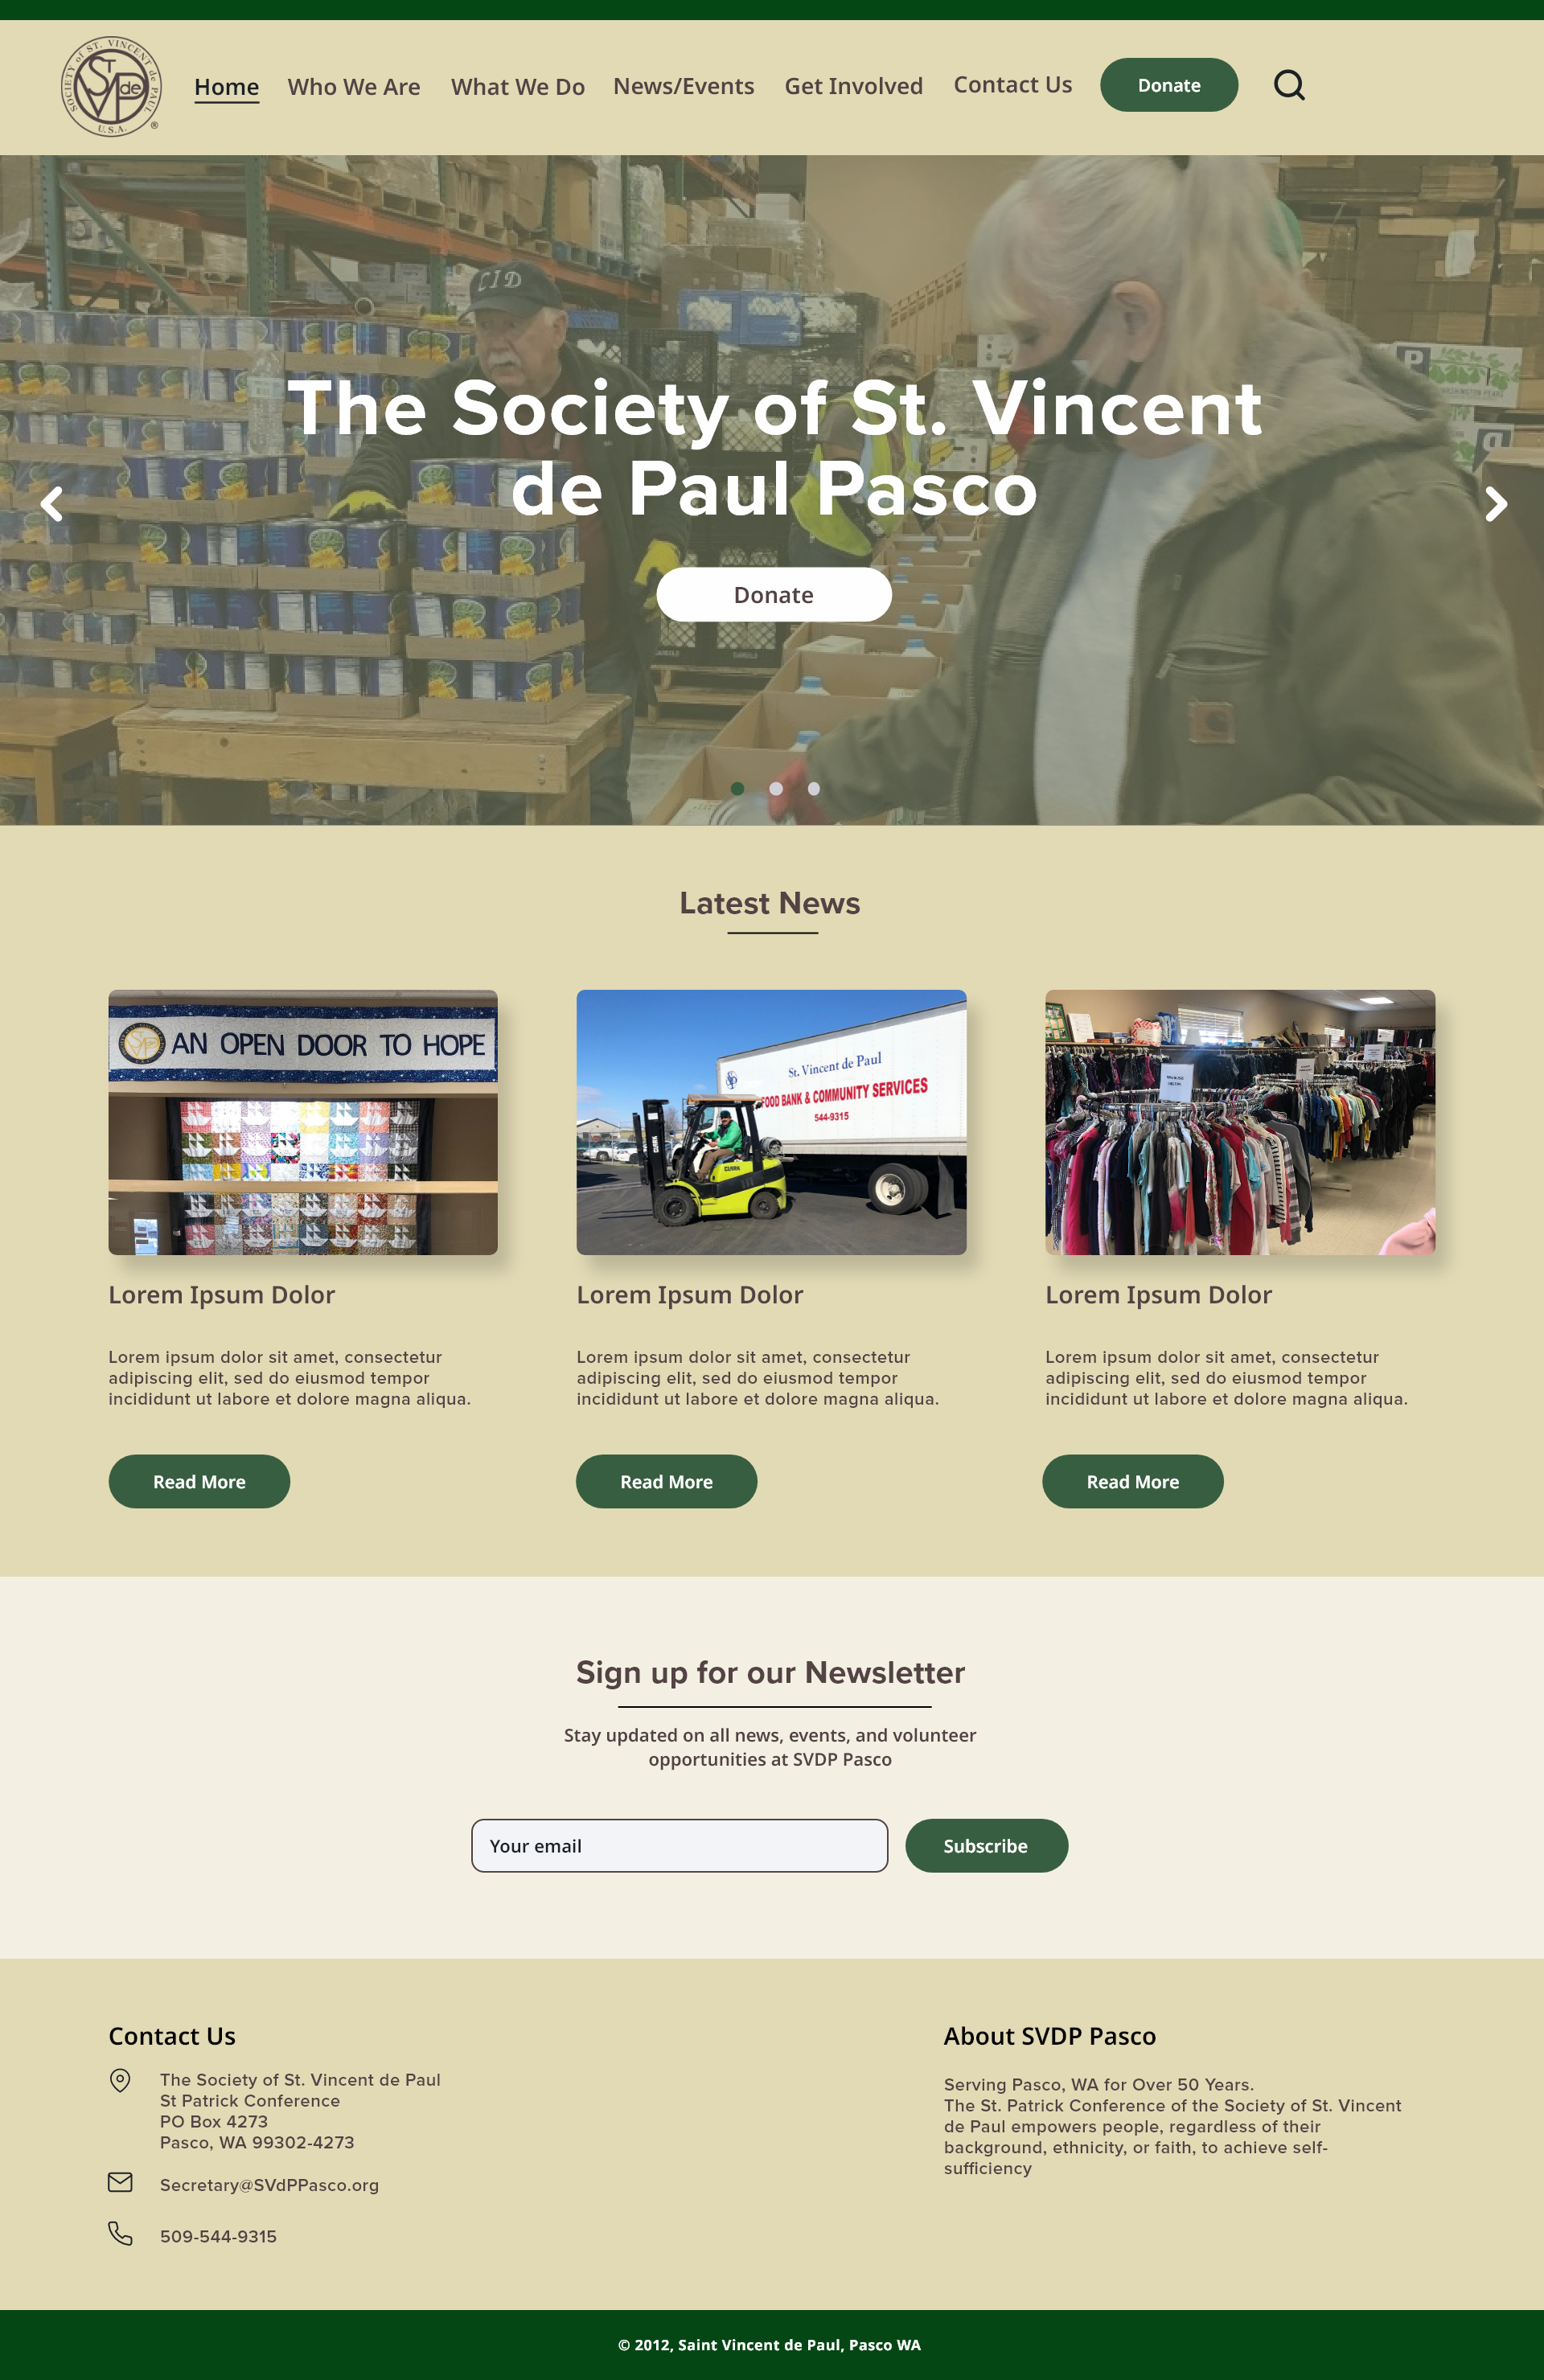 SOCIETY of ST. VINCENT de PAUL
U.S.A.
ST V de P
®
Home
Who We Are
What We Do
News/Events
Get Involved
Contact Us
Donate
CID
The Society of St. Vincent
de Paul Pasco
Donate
Latest News
AN OPEN DOOR TO HOPE
St. Vincent de Paul
FOOD BANK & COMMUNITY SERVICES
544-9315
CLARK
Lorem Ipsum Dolor
Lorem ipsum dolor sit amet, consectetur
adipiscing elit, sed do eiusmod tempor
incididunt ut labore et dolore magna aliqua.
Read More
Lorem Ipsum Dolor
Lorem ipsum dolor sit amet, consectetur
adipiscing elit, sed do eiusmod tempor
incididunt ut labore et dolore magna aliqua.
Read More
Lorem Ipsum Dolor
Lorem ipsum dolor sit amet, consectetur
adipiscing elit, sed do eiusmod tempor
incididunt ut labore et dolore magna aliqua.
Read More
Sign up for our Newsletter
Stay updated on all news, events, and volunteer
opportunities at SVDP Pasco
Your email
Subscribe
Contact Us
The Society of St. Vincent de Paul
St Patrick Conference
PO Box 4273
Pasco, WA 99302-4273
Secretary@SVdPPasco.org
509-544-9315
About SVDP Pasco
Serving Pasco, WA for Over 50 Years.
The St. Patrick Conference of the Society of St. Vincent
de Paul empowers people, regardless of their
background, ethnicity, or faith, to achieve self-
sufficiency
© 2012, Saint Vincent de Paul, Pasco WA